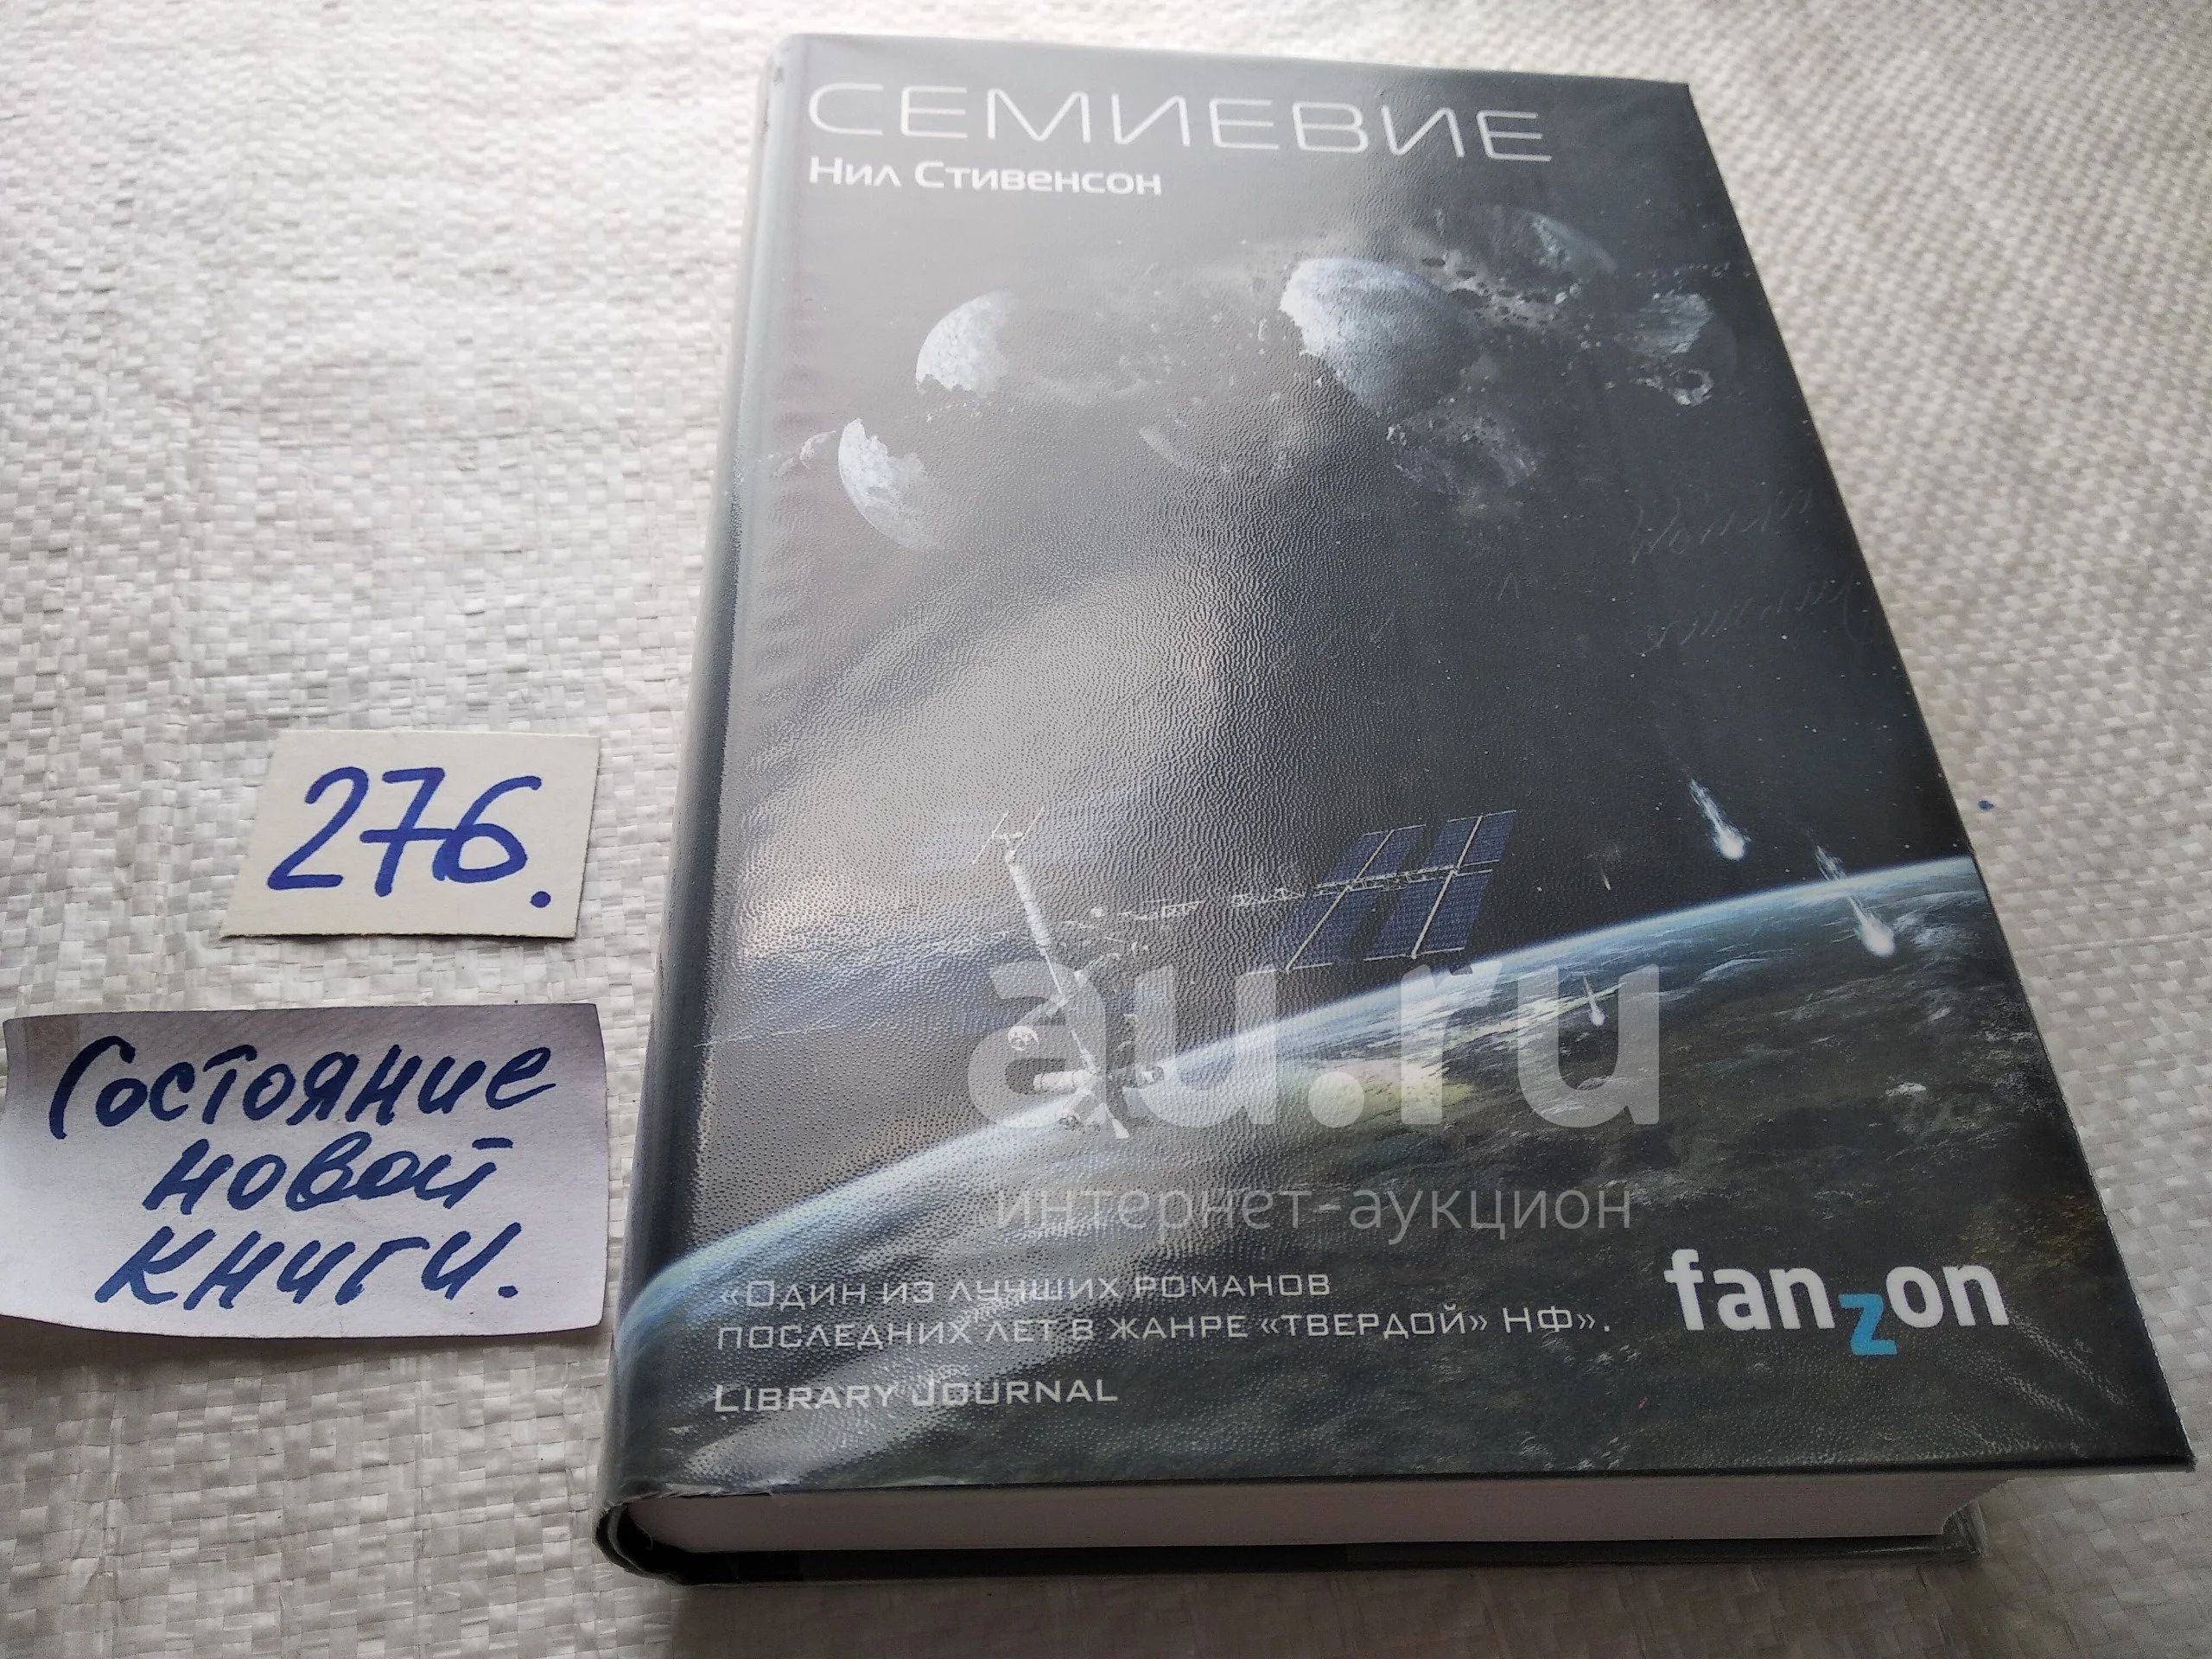 СЕМИЕВИЕ
Нил Стивенсон
276.
Состояние
новой
книги.
au.ru
интернет-аукцион
«Один из лучших романов
последних лет в жанре «твердой» НФ».
Library Journal
fanzon